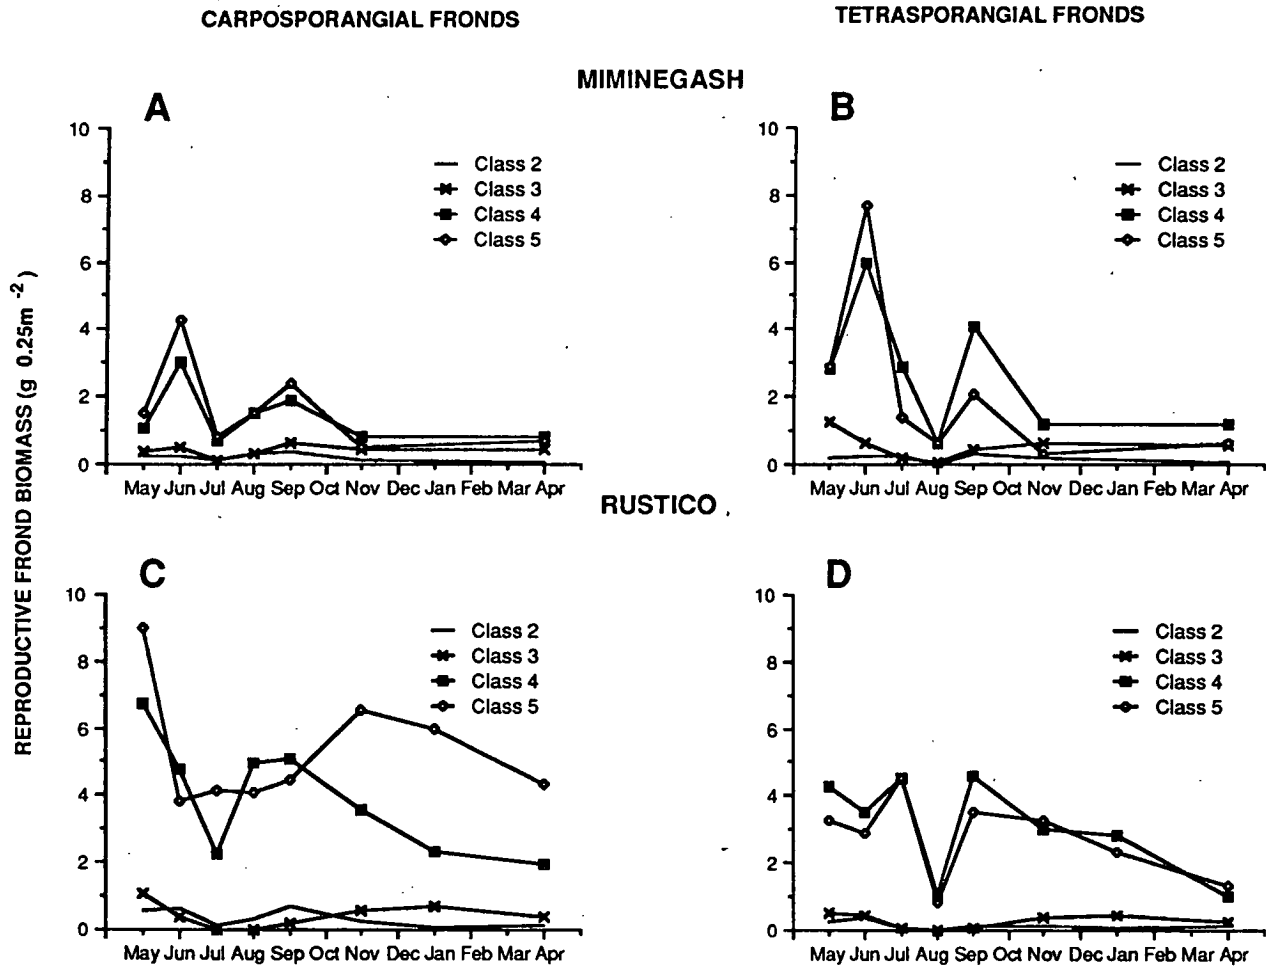 CARPOSPORANGIAL FRONDS
TETRASPORANGIAL FRONDS
MIMINEGASH
REPRODUCTIVE FROND BIOMASS (g 0.25m -2 )
A
10
8
6
4
2
0
Class 2
Class 3
Class 4
Class 5
May Jun Jul Aug Sep Oct Nov Dec Jan Feb Mar Apr
B
10
8
6
4
2
0
Class 2
Class 3
Class 4
Class 5
May Jun Jul Aug Sep Oct Nov Dec Jan Feb Mar Apr
RUSTICO
C
10
8
6
4
2
0
Class 2
Class 3
Class 4
Class 5
May Jun Jul Aug Sep Oct Nov Dec Jan Feb Mar Apr
D
10
8
6
4
2
0
Class 2
Class 3
Class 4
Class 5
May Jun Jul Aug Sep Oct Nov Dec Jan Feb Mar Apr